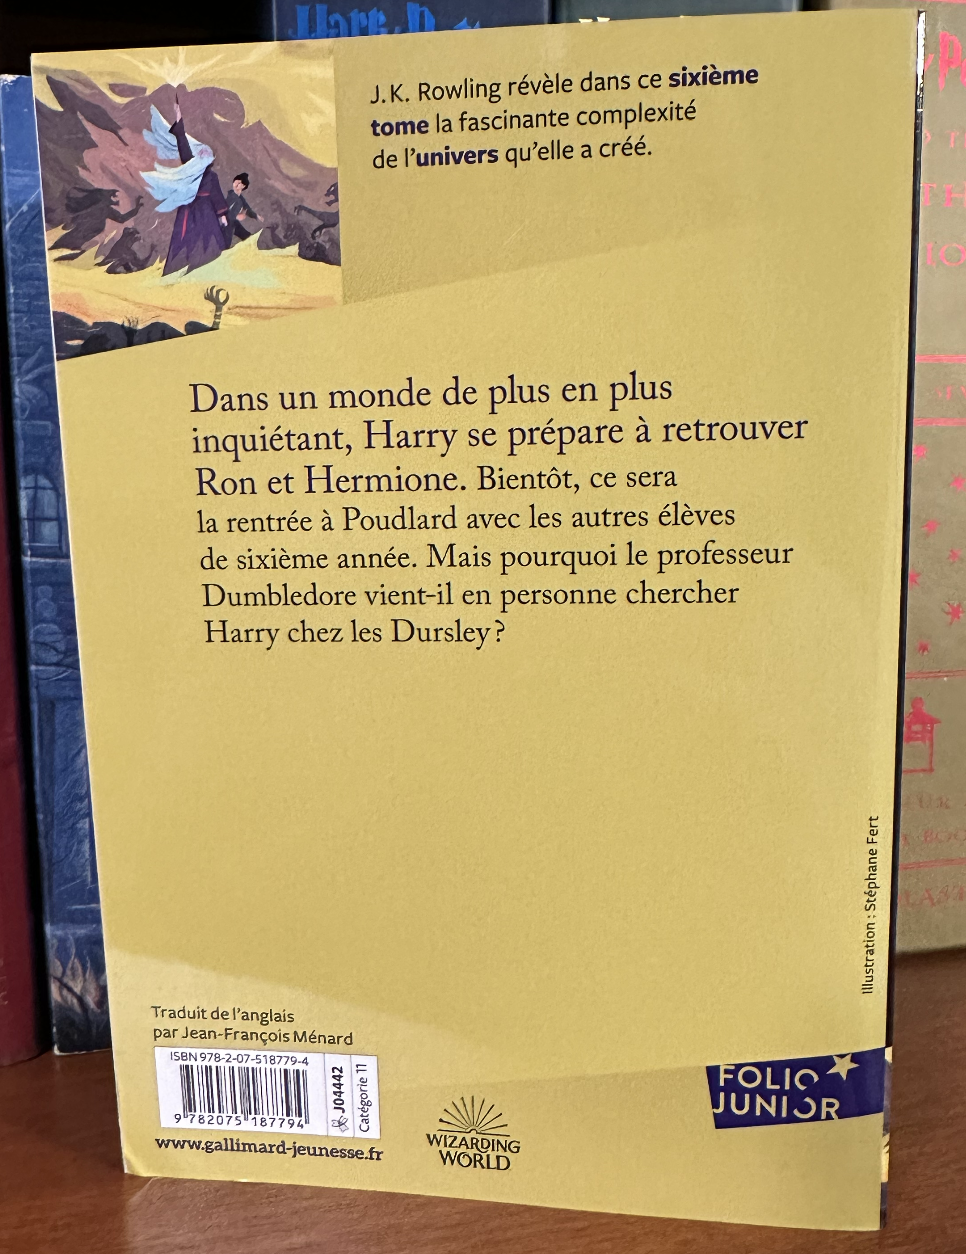 J.K. Rowling révèle dans ce sixième
tome la fascinante complexité
de l'univers qu'elle a créé.
Dans un monde de plus en plus
inquiétant, Harry se prépare à retrouver
Ron et Hermione. Bientôt, ce sera
la rentrée à Poudlard avec les autres élèves
de sixième année. Mais pourquoi le professeur
Dumbledore vient-il en personne chercher
Harry chez les Dursley ?
Illustration : Stéphane Fert
Traduit de l'anglais
par Jean-François Ménard
ISBN 978-2-07-518779-4
9 782075 187794
J04442
Catégorie 11
www.gallimard-jeunesse.fr
WIZARDING
WORLD
FOLIO
JUNIOR